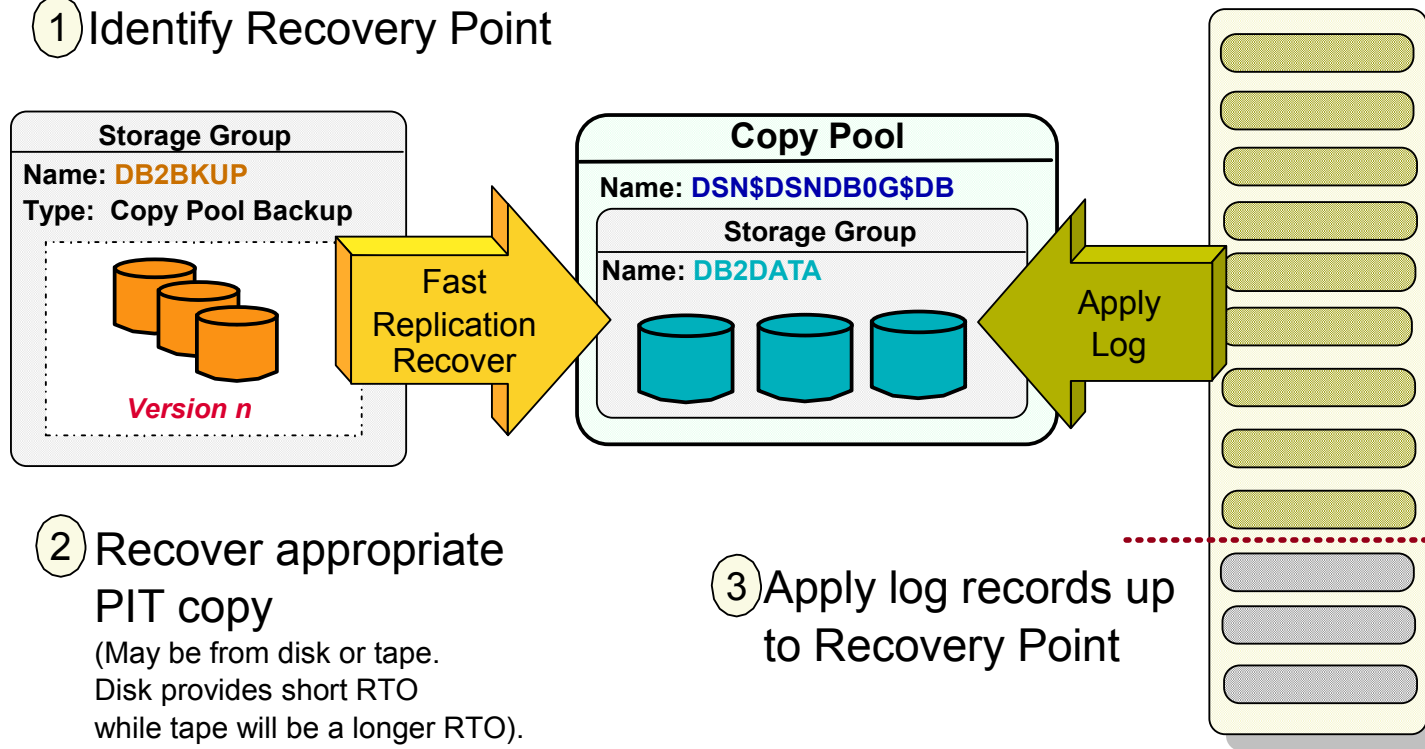 1 Identify Recovery Point
Storage Group
Name: DB2BKUP
Type: Copy Pool Backup
Version n
Fast
Replication
Recover
Copy Pool
Name: DSN$DSNDB0G$DB
Storage Group
Name: DB2DATA
Apply
Log
2 Recover appropriate
PIT copy
(May be from disk or tape.
Disk provides short RTO
while tape will be a longer RTO).
3 Apply log records up
to Recovery Point